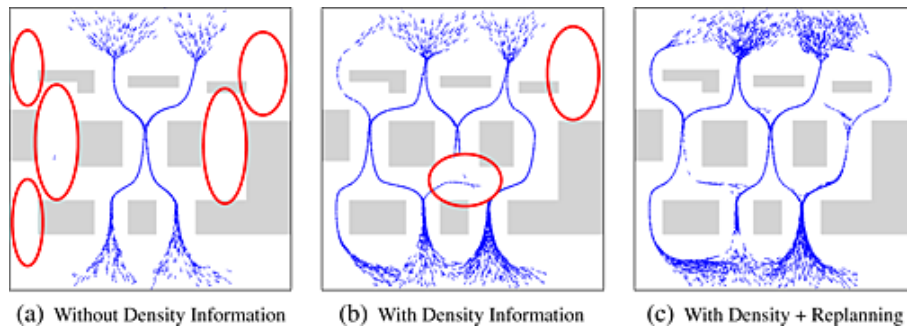 (a) Without Density Information
(b) With Density Information
(c) With Density + Replanning